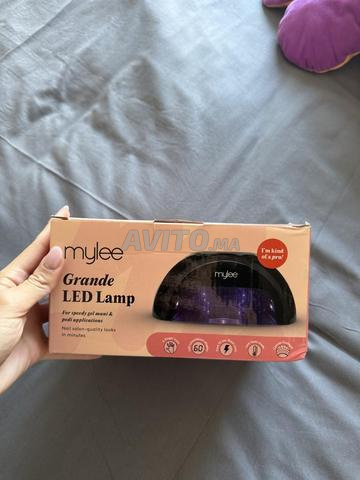 AVITO.MA
mylee
I'm kind
of a pro!
mylee
Grande
LED Lamp
For speedy gel mani &
pedi applications
Nail salon-quality looks
in minutes
60